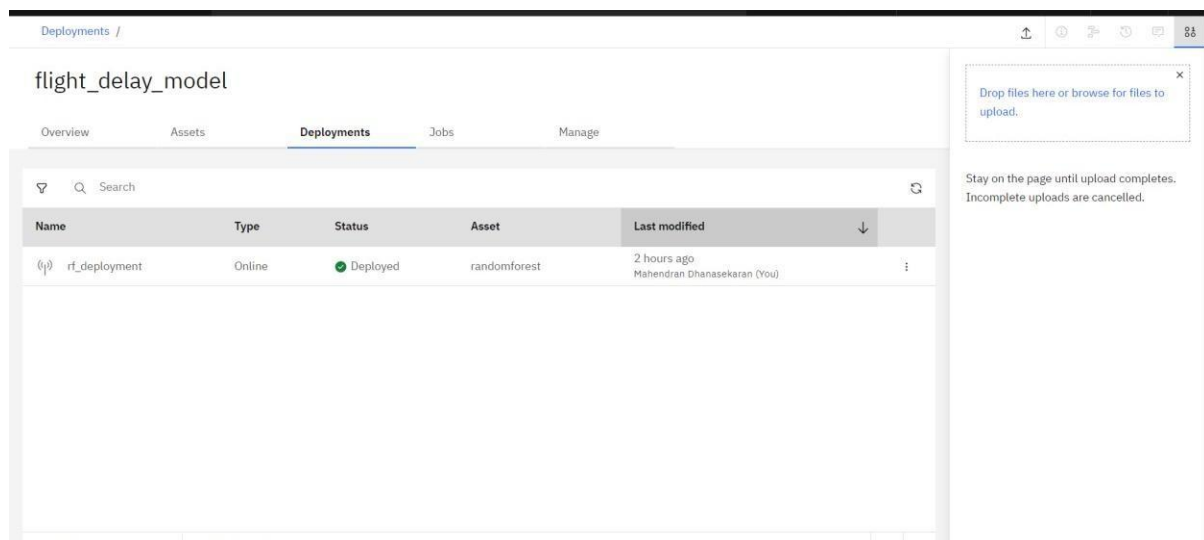 Deployments /
flight_delay_model
Overview Assets Deployments Jobs Manage
Search
Name Type Status Asset Last modified
rf_deployment Online Deployed randomforest 2 hours ago
Mahendran Dhanasekaran (You)
Drop files here or browse for files to
upload.
Stay on the page until upload completes.
Incomplete uploads are cancelled.